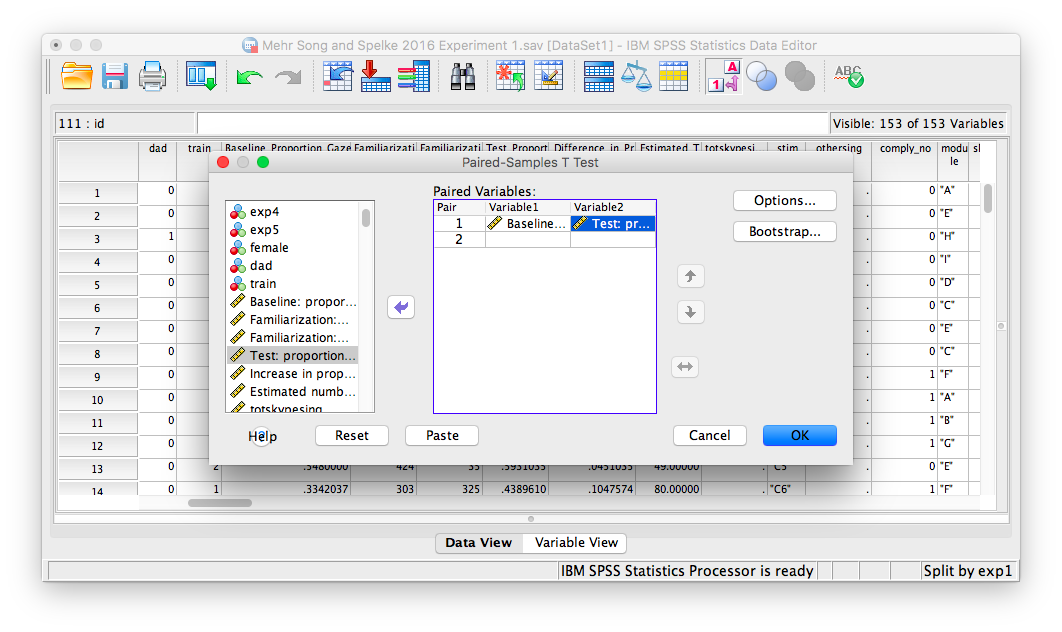 Mehr Song and Spelke 2016 Experiment 1.sav [DataSet1] - IBM SPSS Statistics Data Editor
A
1
ABC
111 : id
Visible: 153 of 153 Variables
dad train Baseline_Proportion_Gaze Familiarizati Familiarizati Test_Proport Difference_in_Pr Estimated_T totskypesi stim othersing comply_no module
Paired-Samples T Test
1 0 . 0 "A"
2 0 . 0 "E"
3 1 . 0 "H"
4 0 . 0 "I"
5 0 . 0 "D"
6 0 . 0 "C"
7 0 . 0 "E"
8 0 . 0 "C"
9 0 . 1 "F"
10 0 . 1 "A"
11 0 . 1 "B"
12 0 . 1 "G"
13 0 2 .3480000 424 35 .3931035 .0451035 49.00000 . "C5 . 0 "E"
14 0 1 .3342037 303 325 .4389610 .1047574 80.00000 . "C6" . 1 "F"
exp4
exp5
female
dad
train
Baseline: propor...
Familiarization:...
Familiarization:...
Test: proportion...
Increase in prop...
Estimated numb...
totskypesing
Paired Variables:
Pair Variable1 Variable2
1 Baseline... Test: pr...
2
Options...
Bootstrap...
Help
Reset
Paste
Cancel
OK
Data View Variable View
IBM SPSS Statistics Processor is ready
Split by exp1